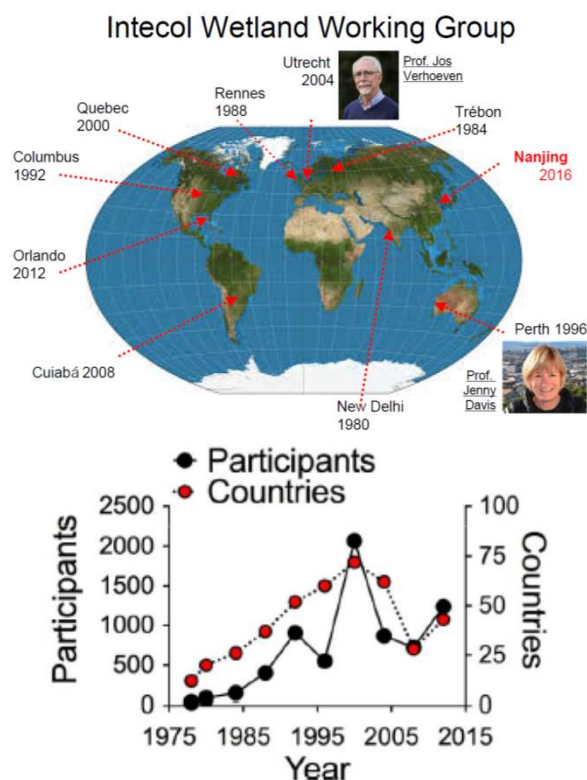 Intecol Wetland Working Group
Utrecht
2004
Prof. Jos
Verhoeven
Rennes
1988
Quebec
2000
Trébon
1984
Columbus
1992
Nanjing
2016
Orlando
2012
Perth 1996
Cuiabá 2008
Prof.
Jenny
Davis
New Delhi
1980
Participants
Countries
2500
2000
1500
1000
500
0
Participants
100
75
50
25
0
Countries
1975
1985
1995
2005
2015
Year